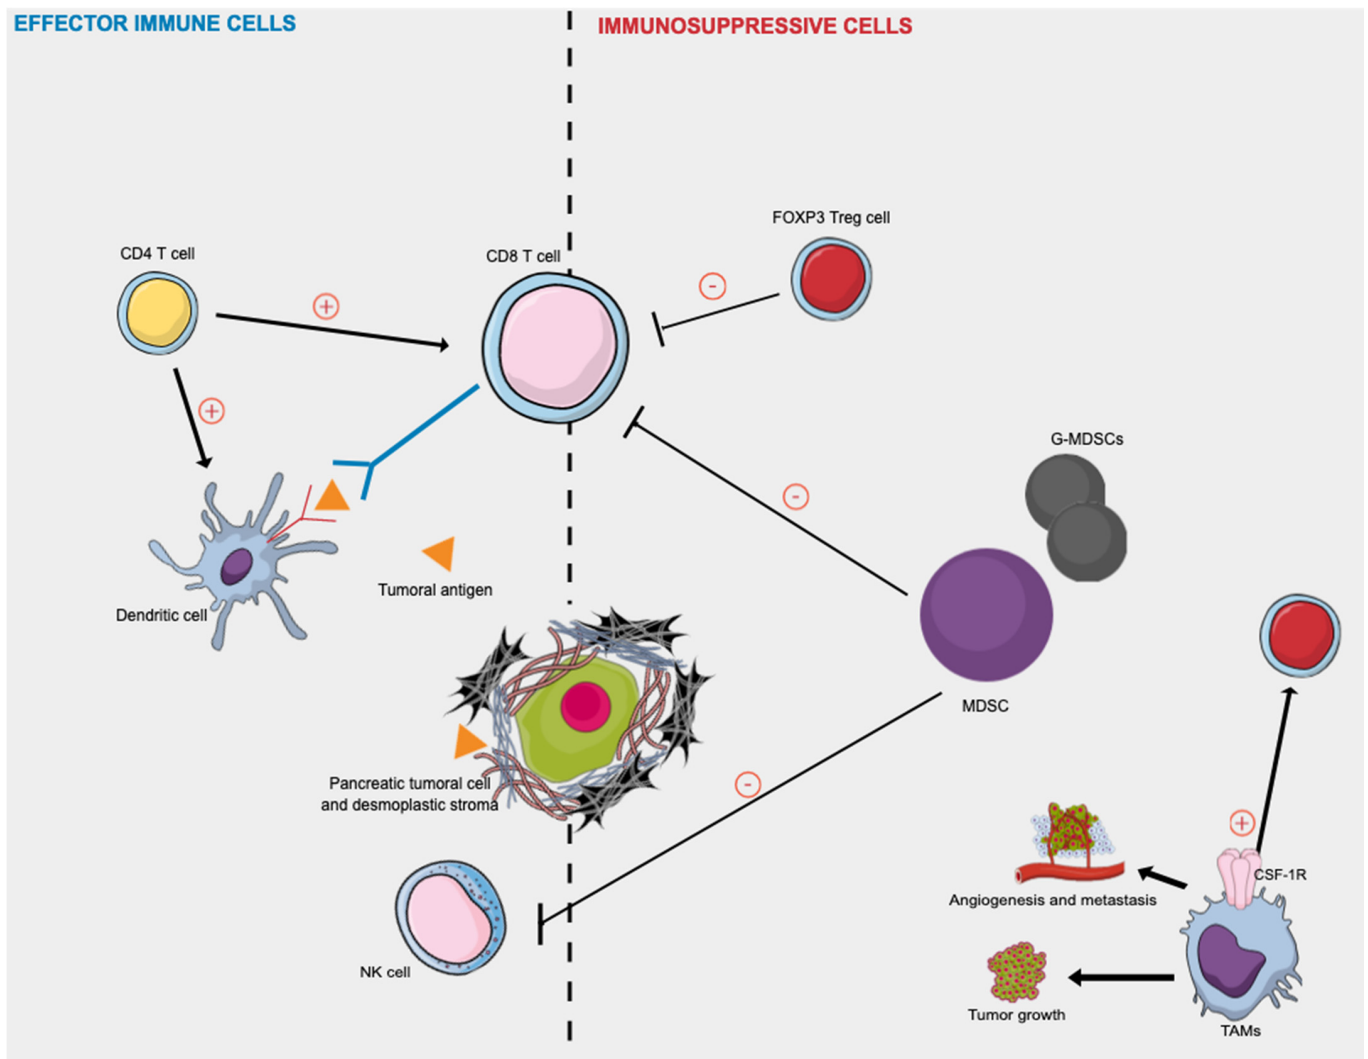 EFFECTOR IMMUNE CELLS
IMMUNOSUPPRESSIVE CELLS
FOXP3 Treg cell
CD4 T cell
CD8 T cell
-
+
+
G-MDSCs
-
Tumoral antigen
Dendritic cell
MDSC
Pancreatic tumoral cell
and desmoplastic stroma
-
+
CSF-1R
Angiogenesis and metastasis
NK cell
Tumor growth
TAMs